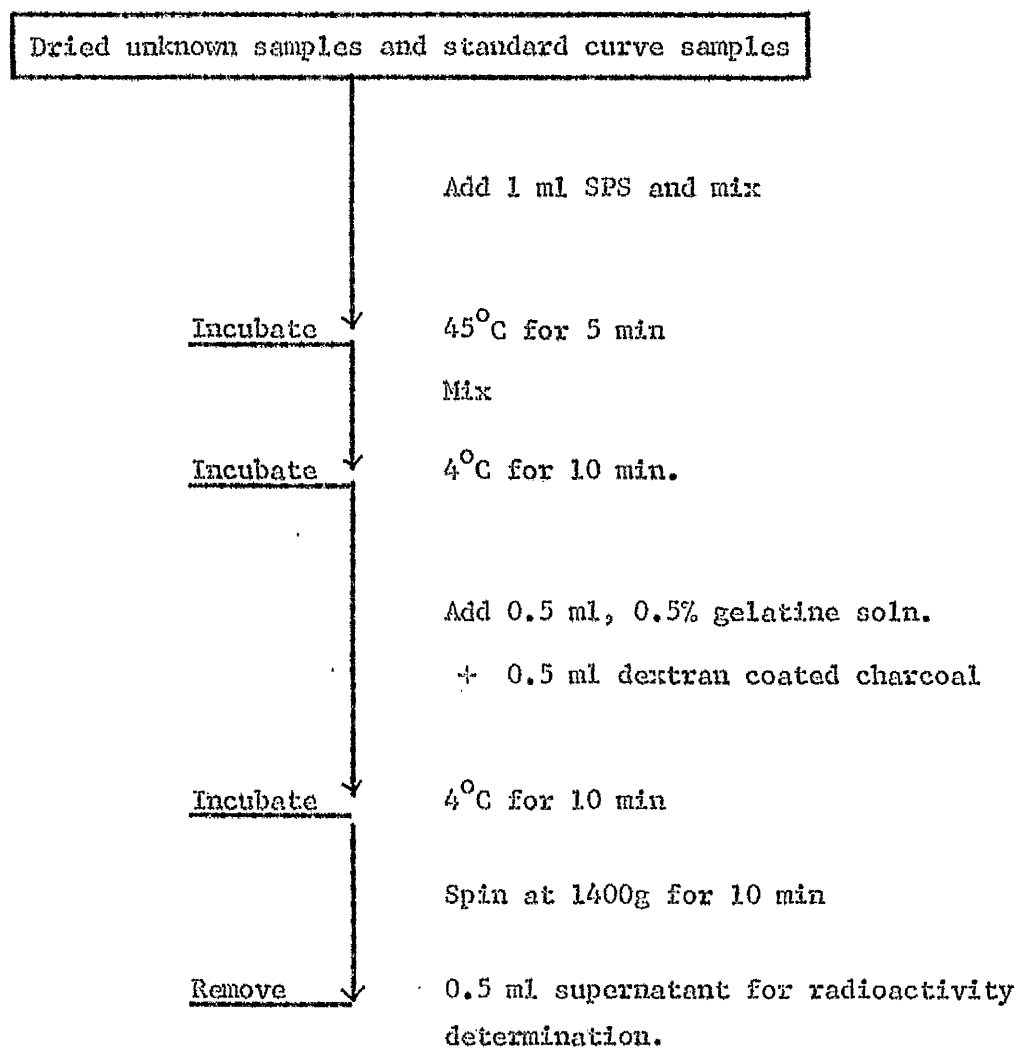 Dried unknown samples and standard curve samples
Add 1 ml SPS and mix
Incubate 45°C for 5 min
Mix
Incubate 4°C for 10 min.
Add 0.5 ml, 0.5% gelatine soln.
+ 0.5 ml dextran coated charcoal
Incubate 4°C for 10 min
Spin at 1400g for 10 min
Remove 0.5 ml supernatant for radioactivity
determination.